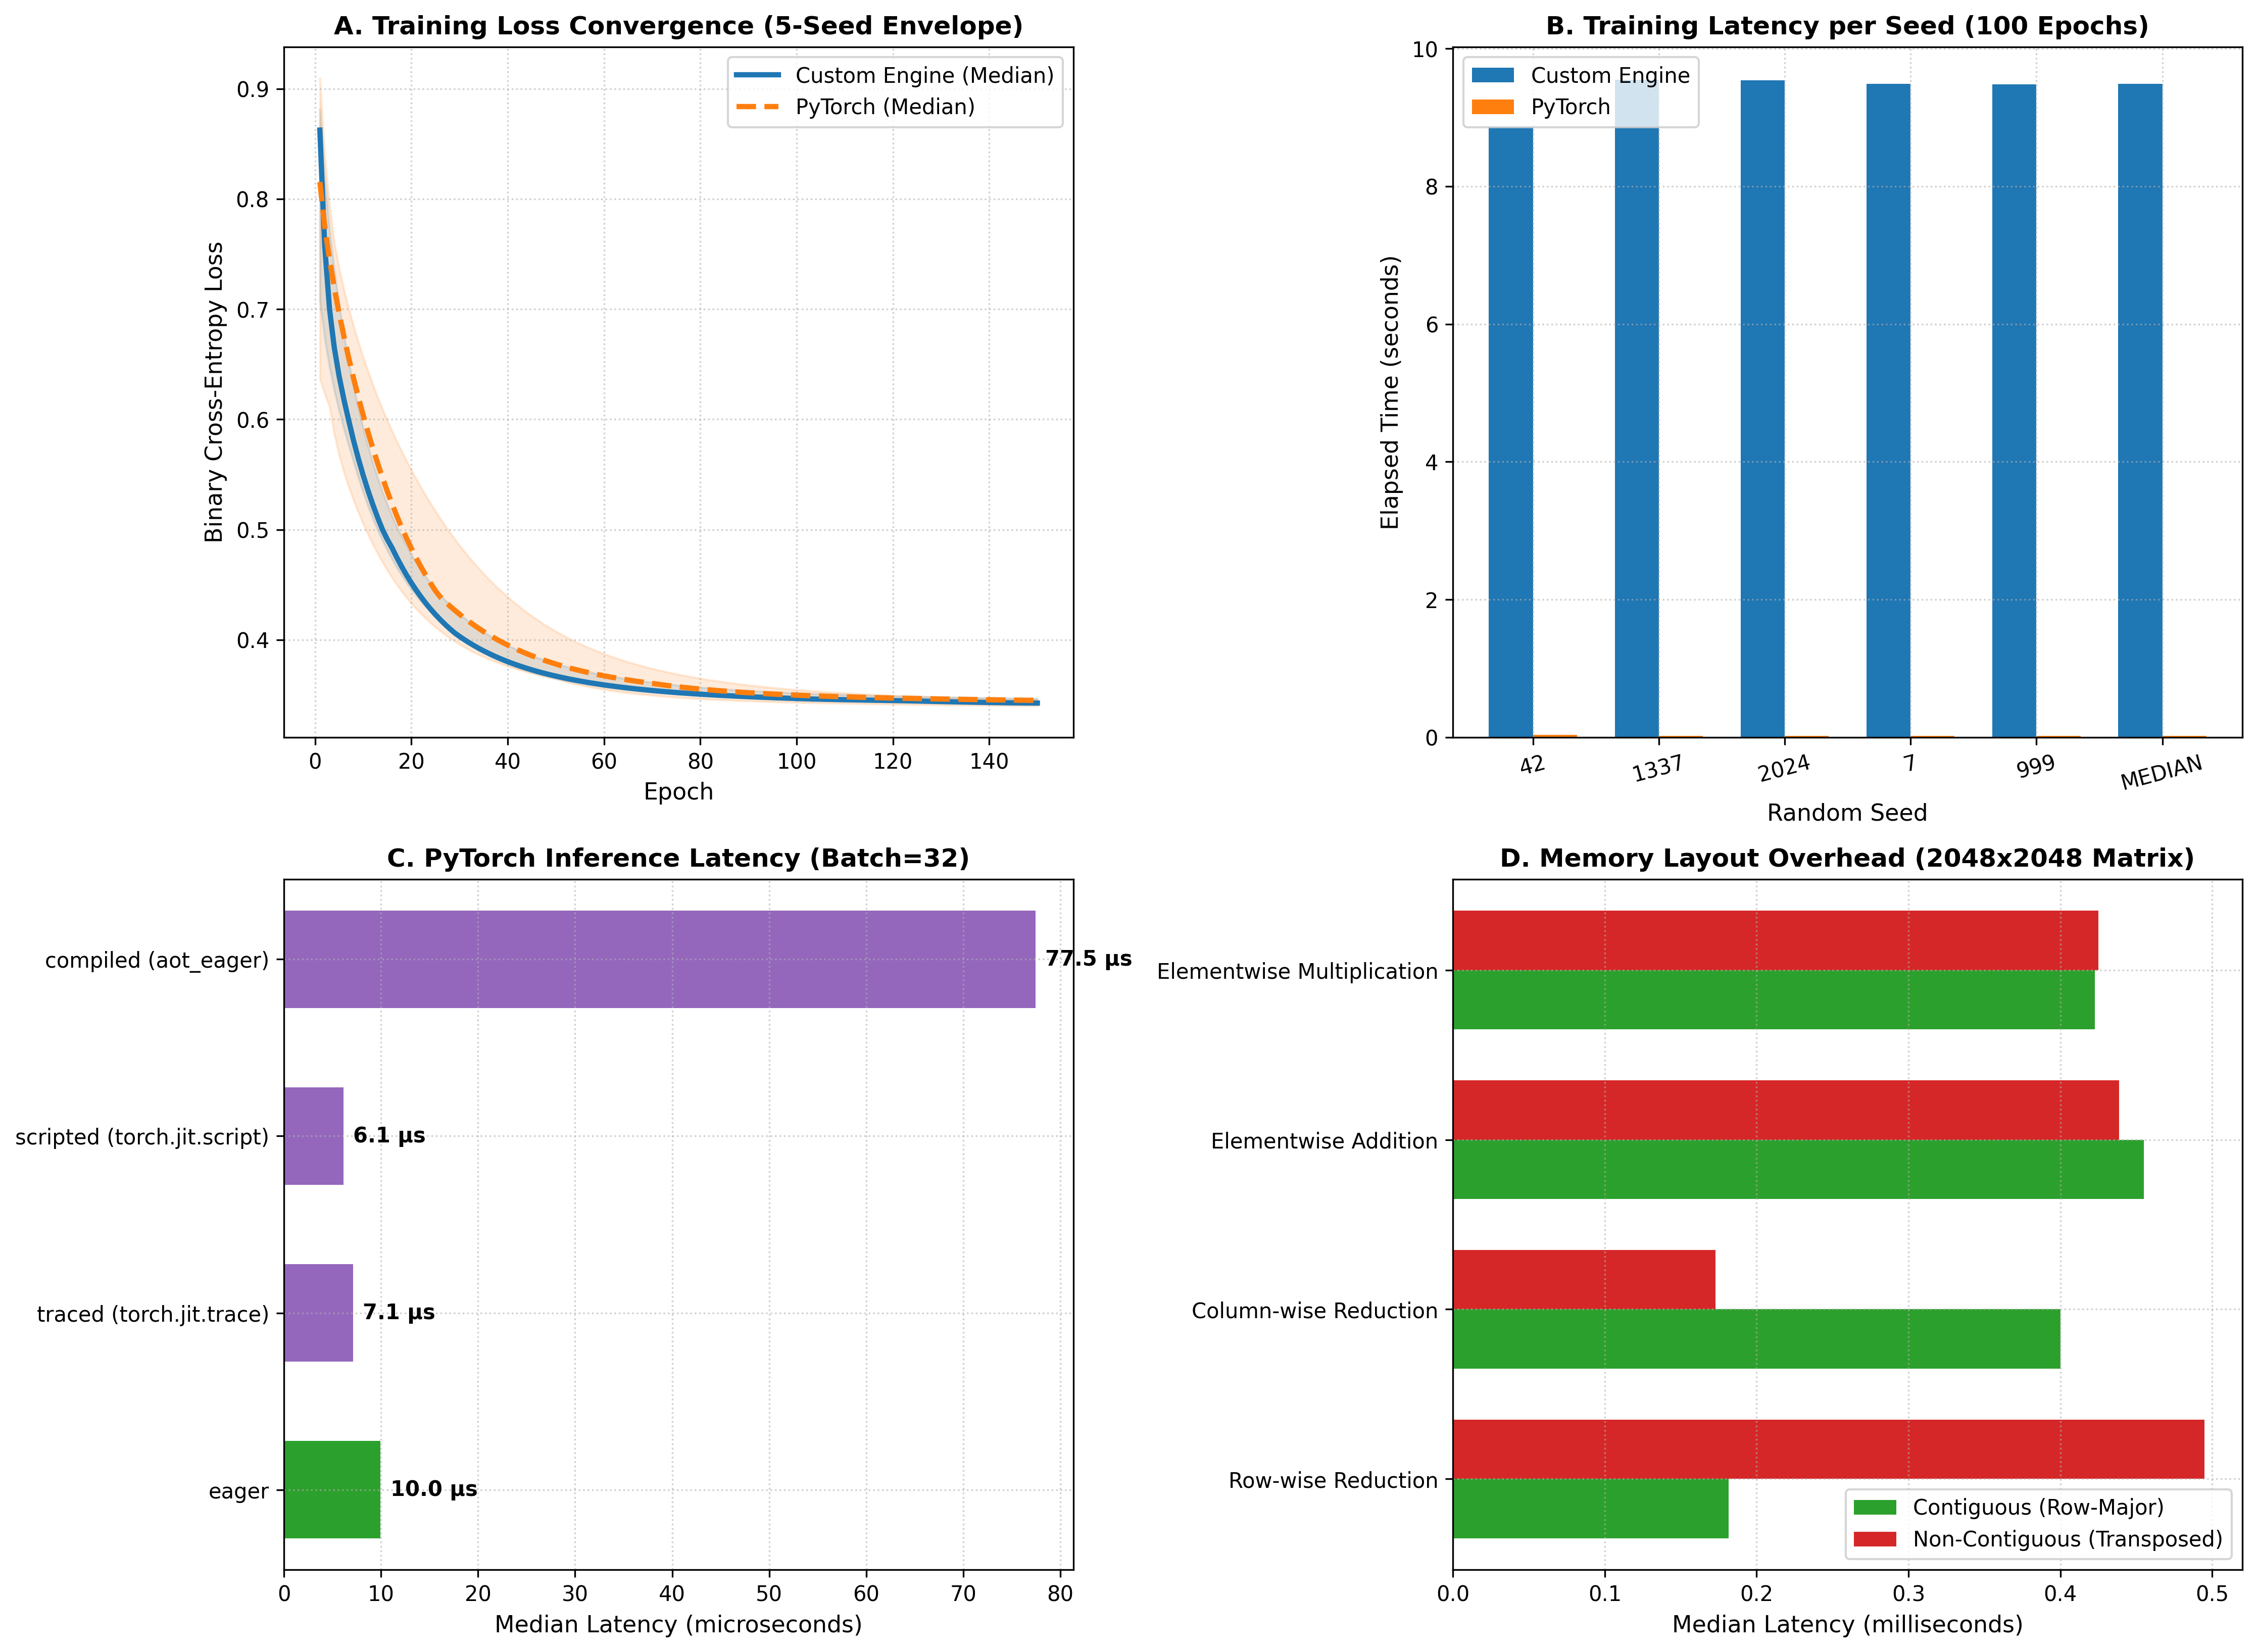 A. Training Loss Convergence (5-Seed Envelope)
Custom Engine (Median)
PyTorch (Median)
0.9
0.8
0.7
0.6
0.5
0.4
Binary Cross-Entropy Loss
0
20
40
60
80
100
120
140
Epoch
B. Training Latency per Seed (100 Epochs)
Custom Engine
PyTorch
10
8
6
4
2
0
Elapsed Time (seconds)
42
1337
2024
7
999
MEDIAN
Random Seed
C. PyTorch Inference Latency (Batch=32)
compiled (aot_eager)
77.5 µs
scripted (torch.jit.script)
6.1 µs
traced (torch.jit.trace)
7.1 µs
eager
10.0 µs
0
10
20
30
40
50
60
70
80
Median Latency (microseconds)
D. Memory Layout Overhead (2048x2048 Matrix)
Elementwise Multiplication
Elementwise Addition
Column-wise Reduction
Row-wise Reduction
Contiguous (Row-Major)
Non-Contiguous (Transposed)
0.0
0.1
0.2
0.3
0.4
0.5
Median Latency (milliseconds)